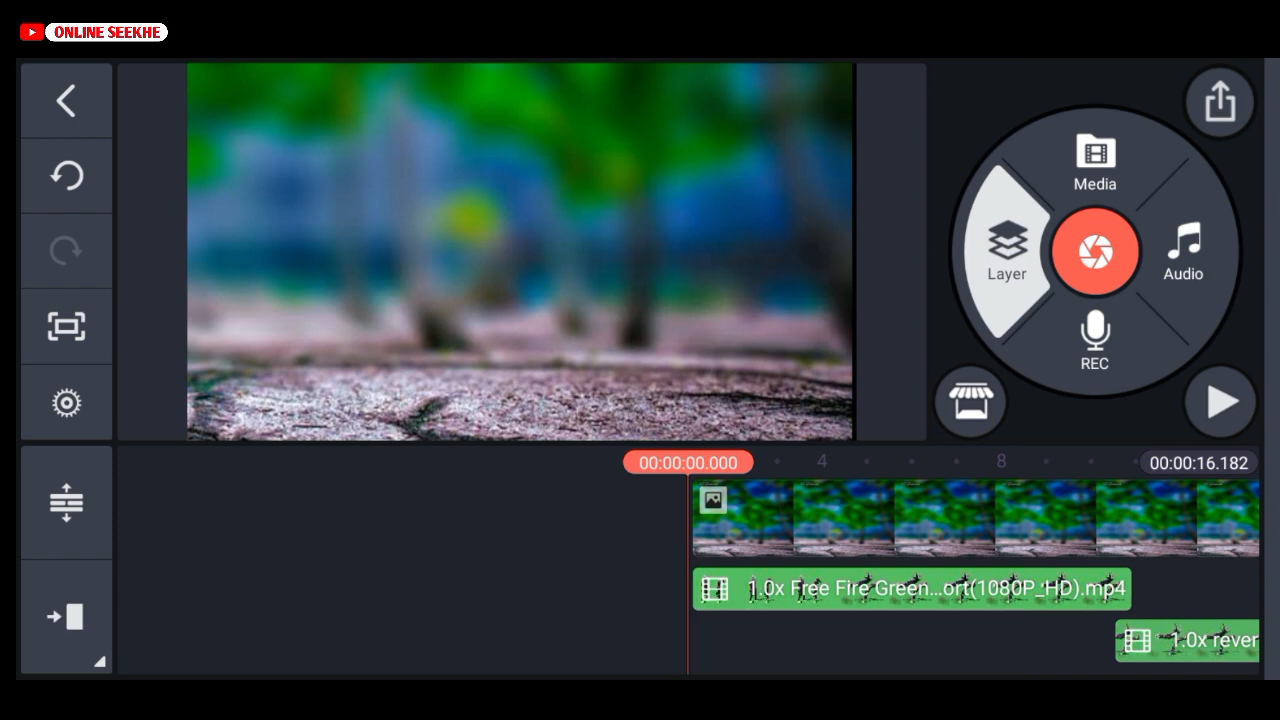 ONLINE SEEKHE
Media
Layer
Audio
REC
00:00:00.000
4
8
00:00:16.182
1.0x Free Fire Green...ort(1080P_HD).mp4
1.0x rever